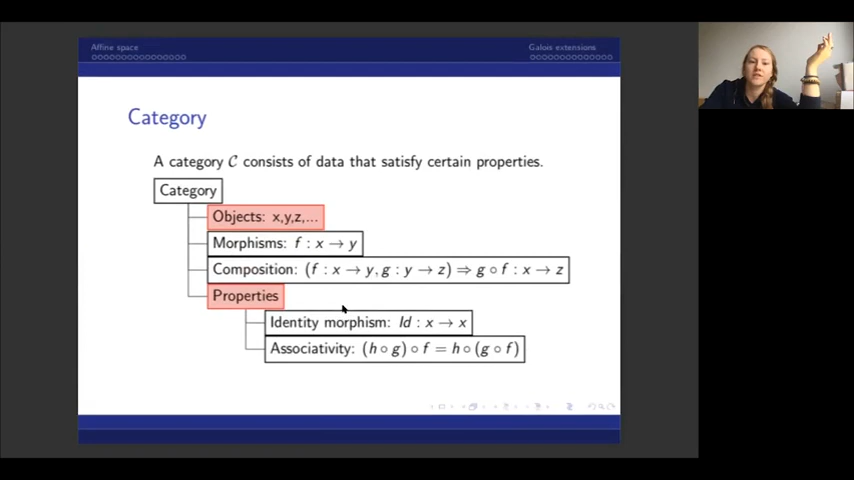 Affine space
Galois extensions
Category
A category 𝒞 consists of data that satisfy certain properties.
Category
Objects: x,y,z,...
Morphisms: f : x → y
Composition: (f : x → y, g : y → z) ⇒ g ∘ f : x → z
Properties
Identity morphism: Id : x → x
Associativity: (h ∘ g) ∘ f = h ∘ (g ∘ f)